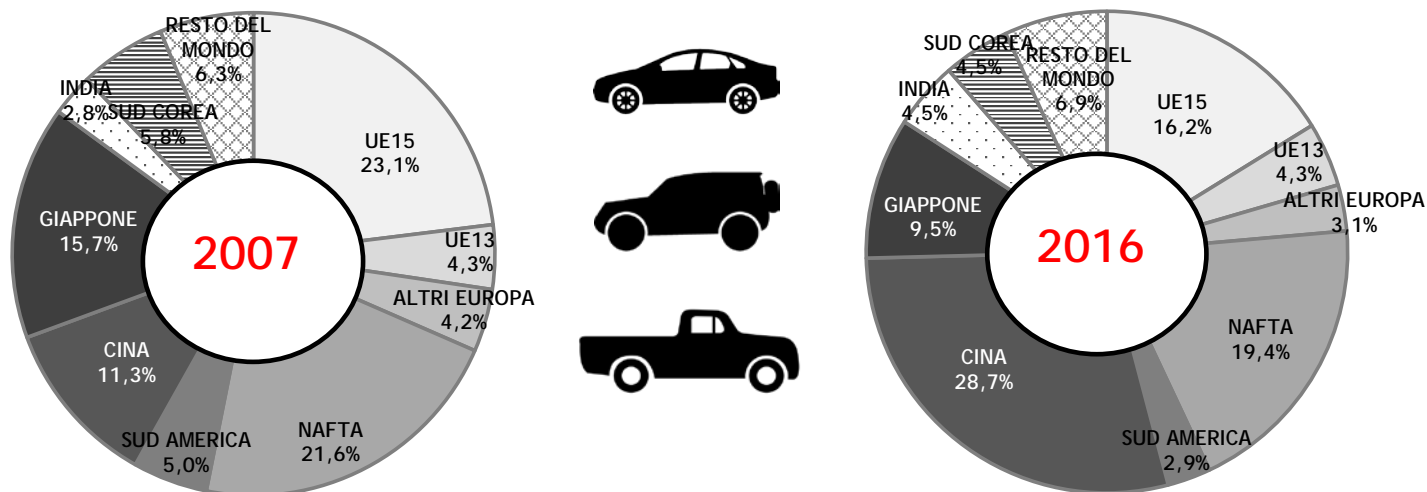 RESTO DEL
MONDO
6,3%
UE15
23,1%
UE13
4,3%
ALTRI EUROPA
4,2%
NAFTA
21,6%
SUD AMERICA
5,0%
CINA
11,3%
GIAPPONE
15,7%
INDIA
2,8%
SUD COREA
5,8%
2007
RESTO DEL
MONDO
6,9%
UE15
16,2%
UE13
4,3%
ALTRI EUROPA
3,1%
NAFTA
19,4%
SUD AMERICA
2,9%
CINA
28,7%
GIAPPONE
9,5%
INDIA
4,5%
SUD COREA
4,5%
2016